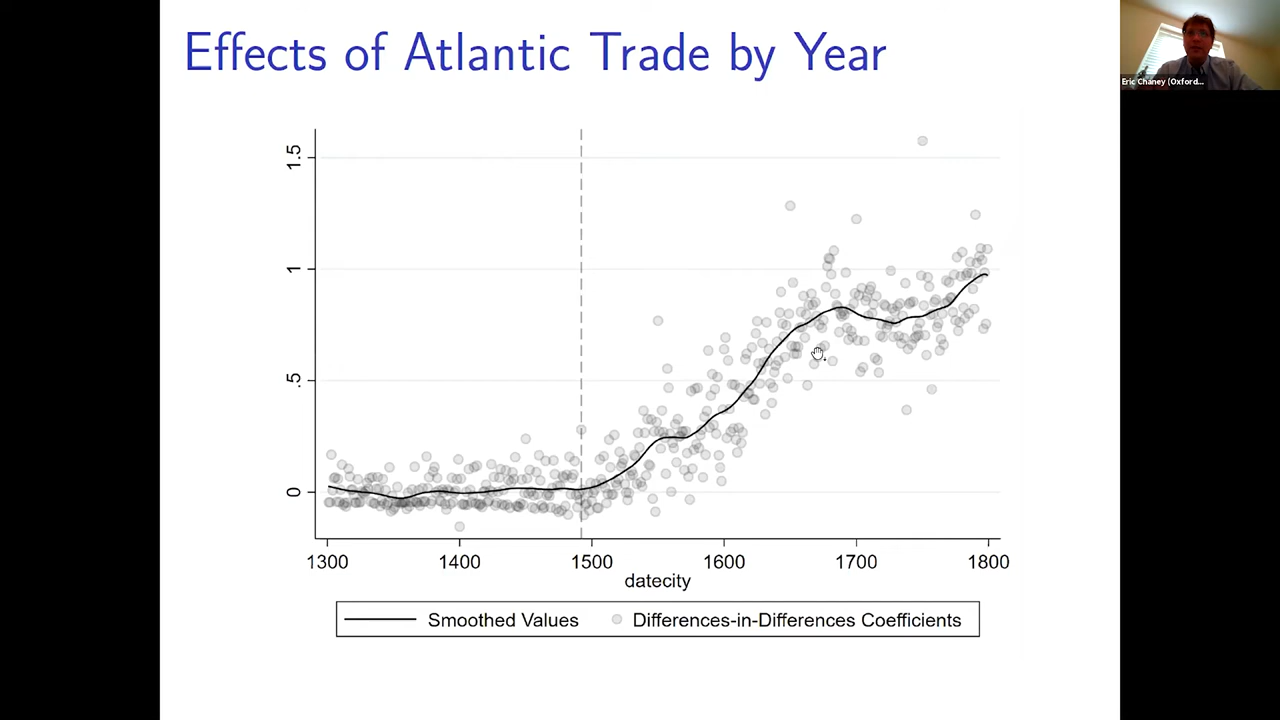 Effects of Atlantic Trade by Year
Eric Chaney (Oxford...
1.5
1
.5
0
1300 1400 1500 1600 1700 1800
datecity
Smoothed Values Differences-in-Differences Coefficients